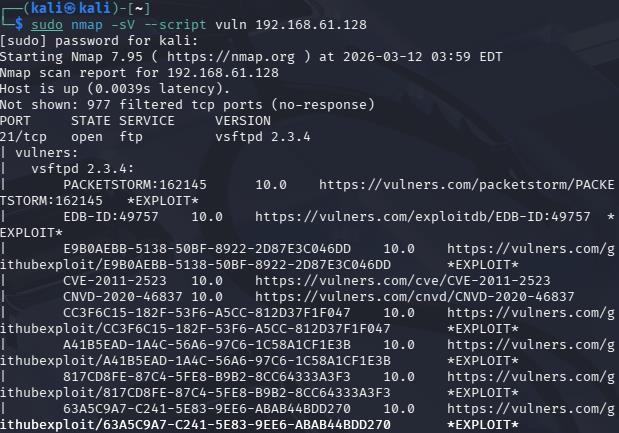 ┌──(kali㉿kali)-[~]
└─$ sudo nmap -sV --script vuln 192.168.61.128
[sudo] password for kali:
Starting Nmap 7.95 ( https://nmap.org ) at 2026-03-12 03:59 EDT
Nmap scan report for 192.168.61.128
Host is up (0.0039s latency).
Not shown: 977 filtered tcp ports (no-response)
PORT     STATE SERVICE     VERSION
21/tcp   open  ftp         vsftpd 2.3.4
| vulners:
|   vsftpd 2.3.4:
|       PACKETSTORM:162145      10.0    https://vulners.com/packetstorm/PACKE
TSTORM:162145   *EXPLOIT*
|       EDB-ID:49757    10.0    https://vulners.com/exploitdb/EDB-ID:49757  *
EXPLOIT*
|       E9B0AEBB-5138-50BF-8922-2D87E3C046DD    10.0    https://vulners.com/g
ithubexploit/E9B0AEBB-5138-50BF-8922-2D87E3C046DD       *EXPLOIT*
|       CVE-2011-2523   10.0    https://vulners.com/cve/CVE-2011-2523
|       CNVD-2020-46837 10.0    https://vulners.com/cnvd/CNVD-2020-46837
|       CC3F6C15-182F-53F6-A5CC-812D37F1F047    10.0    https://vulners.com/g
ithubexploit/CC3F6C15-182F-53F6-A5CC-812D37F1F047       *EXPLOIT*
|       A41B5EAD-1A4C-56A6-97C6-1C58A1CF1E3B    10.0    https://vulners.com/g
ithubexploit/A41B5EAD-1A4C-56A6-97C6-1C58A1CF1E3B       *EXPLOIT*
|       817CD8FE-87C4-5FE8-B9B2-8CC64333A3F3    10.0    https://vulners.com/g
ithubexploit/817CD8FE-87C4-5FE8-B9B2-8CC64333A3F3       *EXPLOIT*
|       63A5C9A7-C241-5E83-9EE6-ABAB44BDD270    10.0    https://vulners.com/g
ithubexploit/63A5C9A7-C241-5E83-9EE6-ABAB44BDD270       *EXPLOIT*